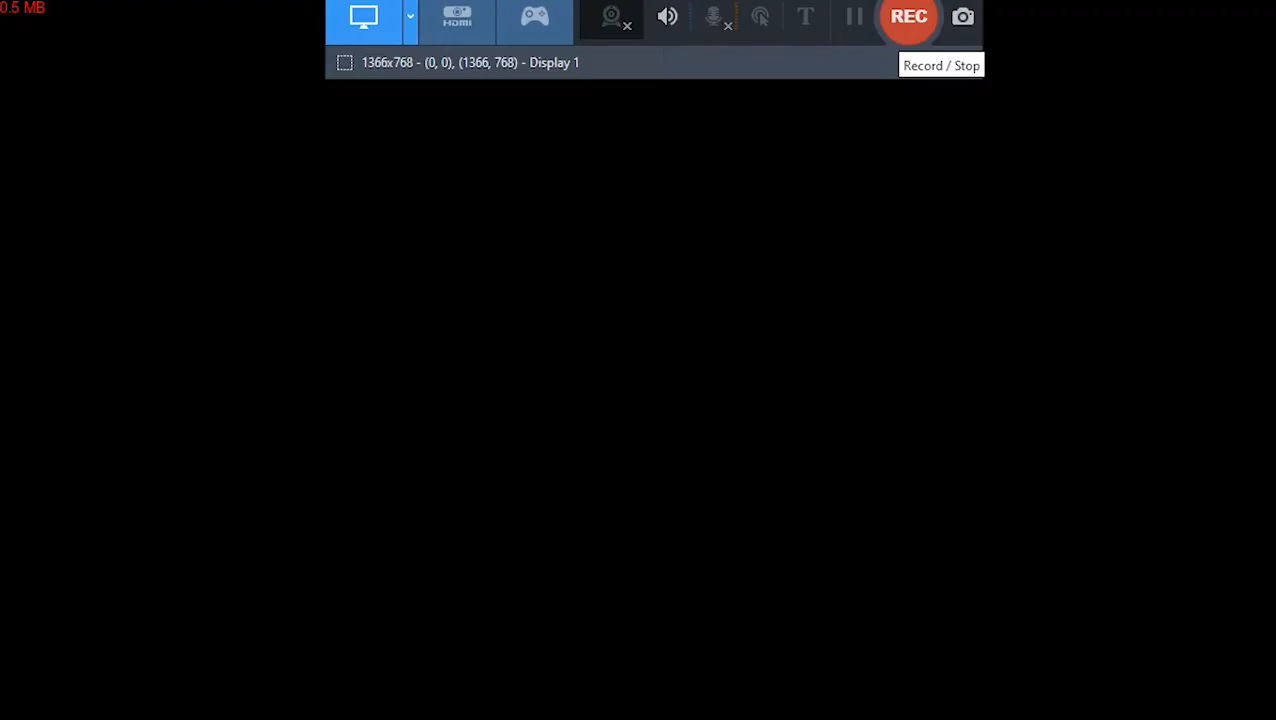 0.5 MB
HDMI
T
REC
1366x768 - (0, 0), (1366, 768) - Display 1
Record / Stop